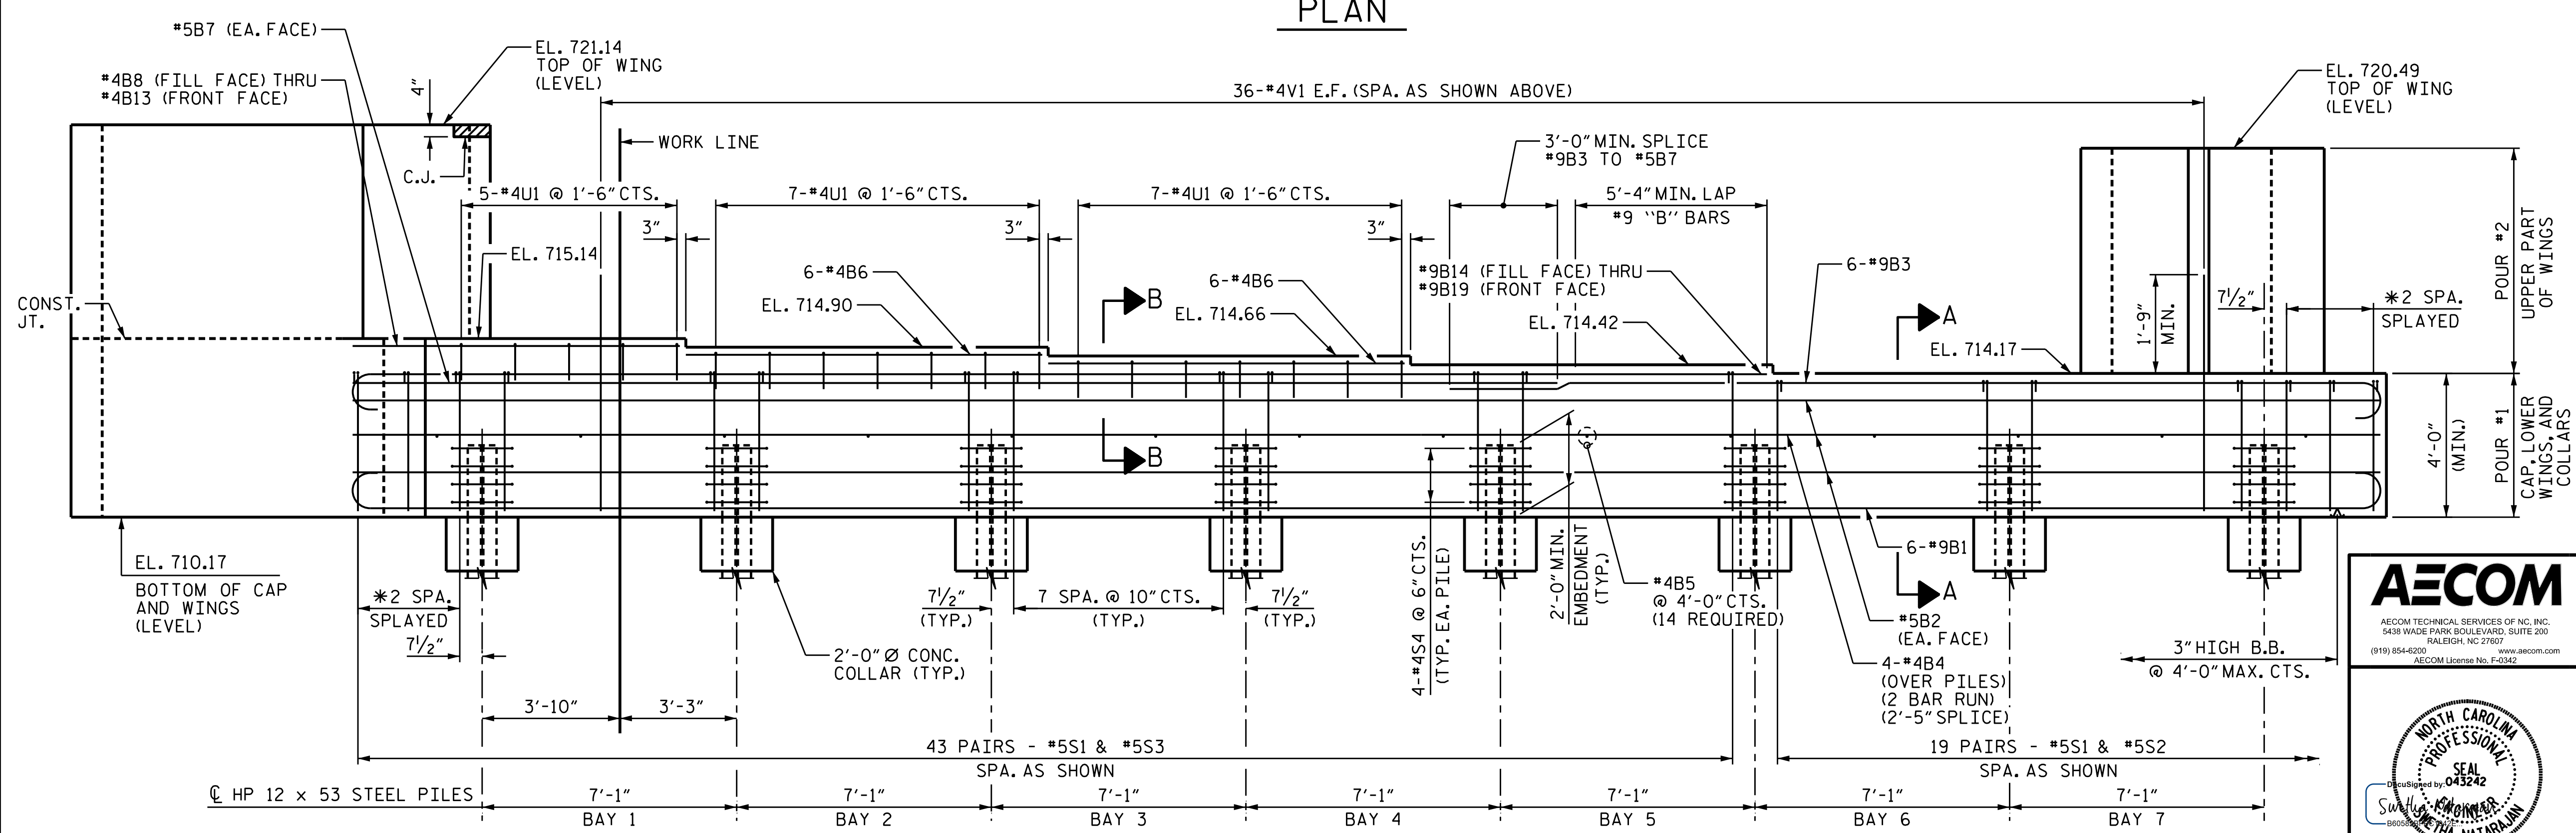 PLAN
#5B7 (EA. FACE)
#4B8 (FILL FACE) THRU
#4B13 (FRONT FACE)
4"
EL. 721.14
TOP OF WING
(LEVEL)
36-#4V1 E.F. (SPA. AS SHOWN ABOVE)
EL. 720.49
TOP OF WING
(LEVEL)
WORK LINE
3'-0" MIN. SPLICE
#9B3 TO #5B7
C.J.
5-#4U1 @ 1'-6" CTS.
7-#4U1 @ 1'-6" CTS.
7-#4U1 @ 1'-6" CTS.
5'-4" MIN. LAP
#9 "B" BARS
3"
3"
3"
EL. 715.14
6-#4B6
EL. 714.90
6-#4B6
EL. 714.66
B
#9B14 (FILL FACE) THRU
#9B19 (FRONT FACE)
EL. 714.42
6-#9B3
A
EL. 714.17
1'-9"
MIN.
7½"
*2 SPA.
SPLAYED
POUR #2
UPPER PART
OF WINGS
CONST.
JT.
B
4'-0"
(MIN.)
POUR #1
CAP, LOWER
WINGS, AND
COLLARS
EL. 710.17
BOTTOM OF CAP
AND WINGS
(LEVEL)
*2 SPA.
SPLAYED
7½"
7½"
(TYP.)
7 SPA. @ 10" CTS.
(TYP.)
7½"
(TYP.)
2'-0" Ø CONC.
COLLAR (TYP.)
4-#4S4 @ 6" CTS.
(TYP. EA. PILE)
2'-0" MIN.
EMBEDMENT
(TYP.)
#4B5
@ 4'-0" CTS.
(14 REQUIRED)
6-#9B1
A
#5B2
(EA. FACE)
4-#4B4
(OVER PILES)
(2 BAR RUN)
(2'-5" SPLICE)
3" HIGH B.B.
@ 4'-0" MAX. CTS.
3'-10"
3'-3"
43 PAIRS - #5S1 & #5S3
SPA. AS SHOWN
19 PAIRS - #5S1 & #5S2
SPA. AS SHOWN
℄ HP 12 x 53 STEEL PILES
7'-1"
7'-1"
7'-1"
7'-1"
7'-1"
7'-1"
7'-1"
BAY 1
BAY 2
BAY 3
BAY 4
BAY 5
BAY 6
BAY 7
AECOM
AECOM TECHNICAL SERVICES OF NC, INC.
5438 WADE PARK BOULEVARD, SUITE 200
RALEIGH, NC 27607
(919) 854-6200 www.aecom.com
AECOM License No. F-0342
NORTH CAROLINA
PROFESSIONAL
SEAL
043242
ENGINEER
DocuSigned by: